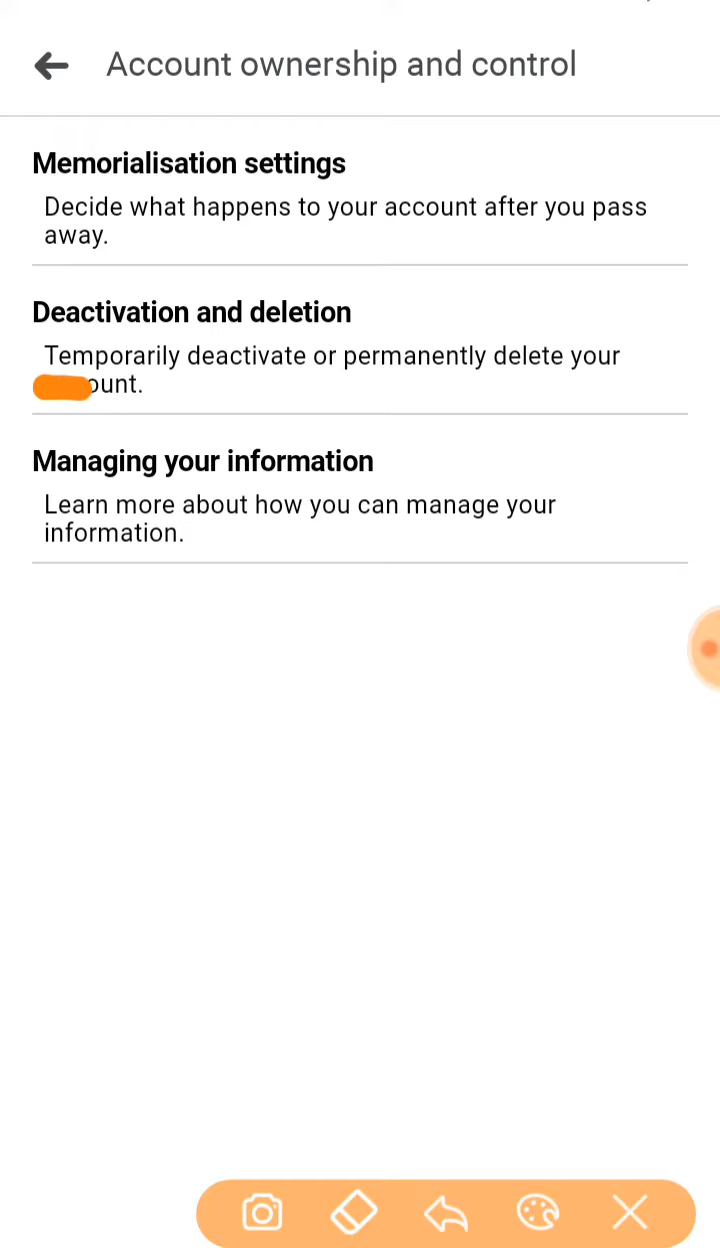 Account ownership and control
Memorialisation settings
Decide what happens to your account after you pass
away.
Deactivation and deletion
Temporarily deactivate or permanently delete your
ount.
Managing your information
Learn more about how you can manage your
information.